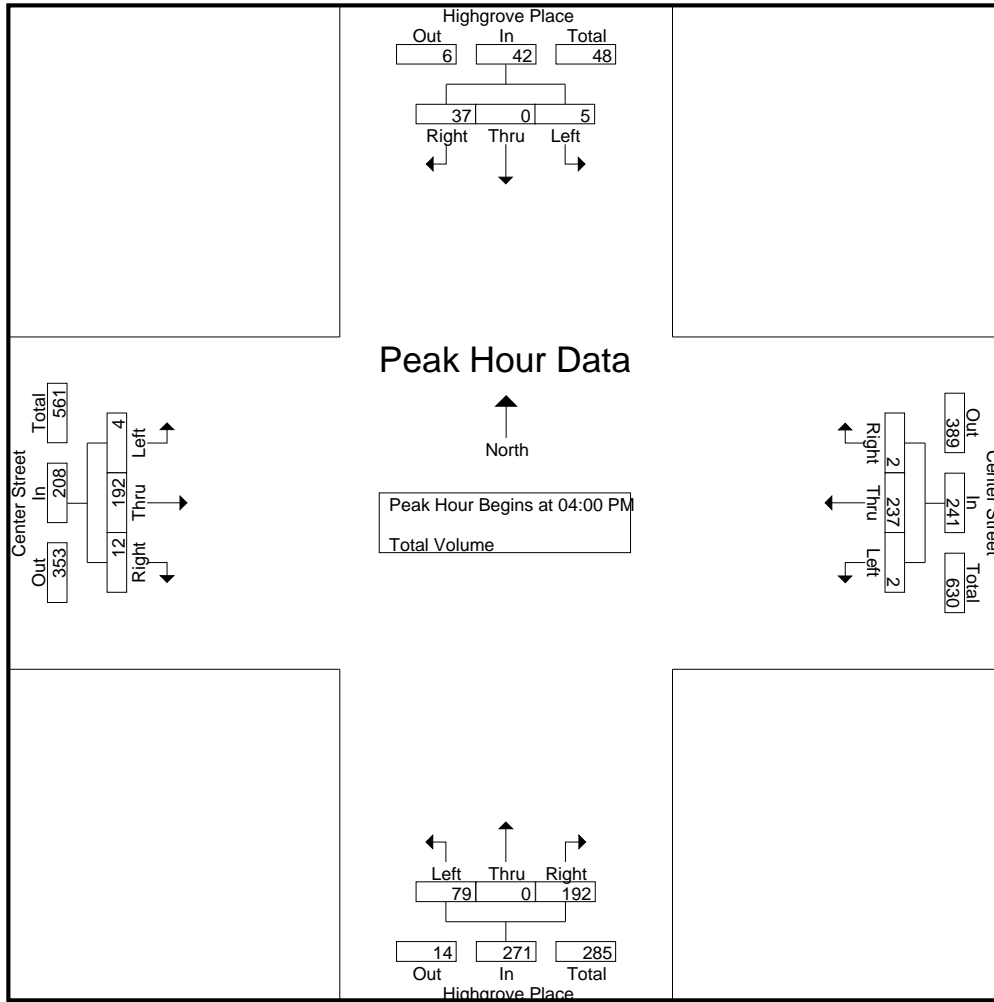 Highgrove Place
Out In Total
6 42 48
37 0 5
Right Thru Left
Peak Hour Data
North
Peak Hour Begins at 04:00 PM
Total Volume
Center Street
Total In Out
561 208 353
4 192 12
Left Thru Right
Center Street
Out In Total
389 241 630
2 237 2
Right Thru Left
Left Thru Right
79 0 192
14 271 285
Out In Total
Highgrove Place